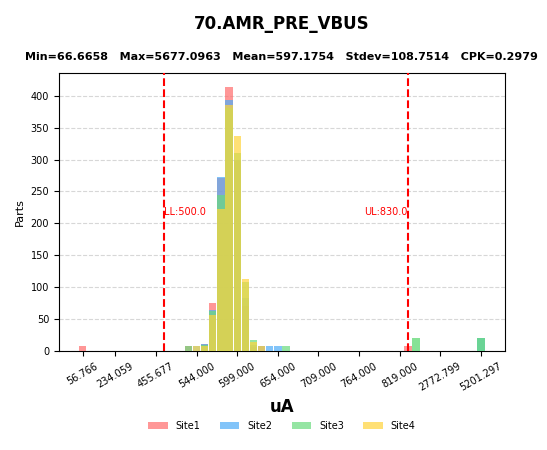 70.AMR_PRE_VBUS
Min=66.6658 Max=5677.0963 Mean=597.1754 Stdev=108.7514 CPK=0.2979
400
350
300
250
200
150
100
50
0
Parts
LL:500.0
UL:830.0
56.766
234.059
455.677
544.000
599.000
654.000
709.000
764.000
819.000
2772.799
5201.297
uA
Site1 Site2 Site3 Site4